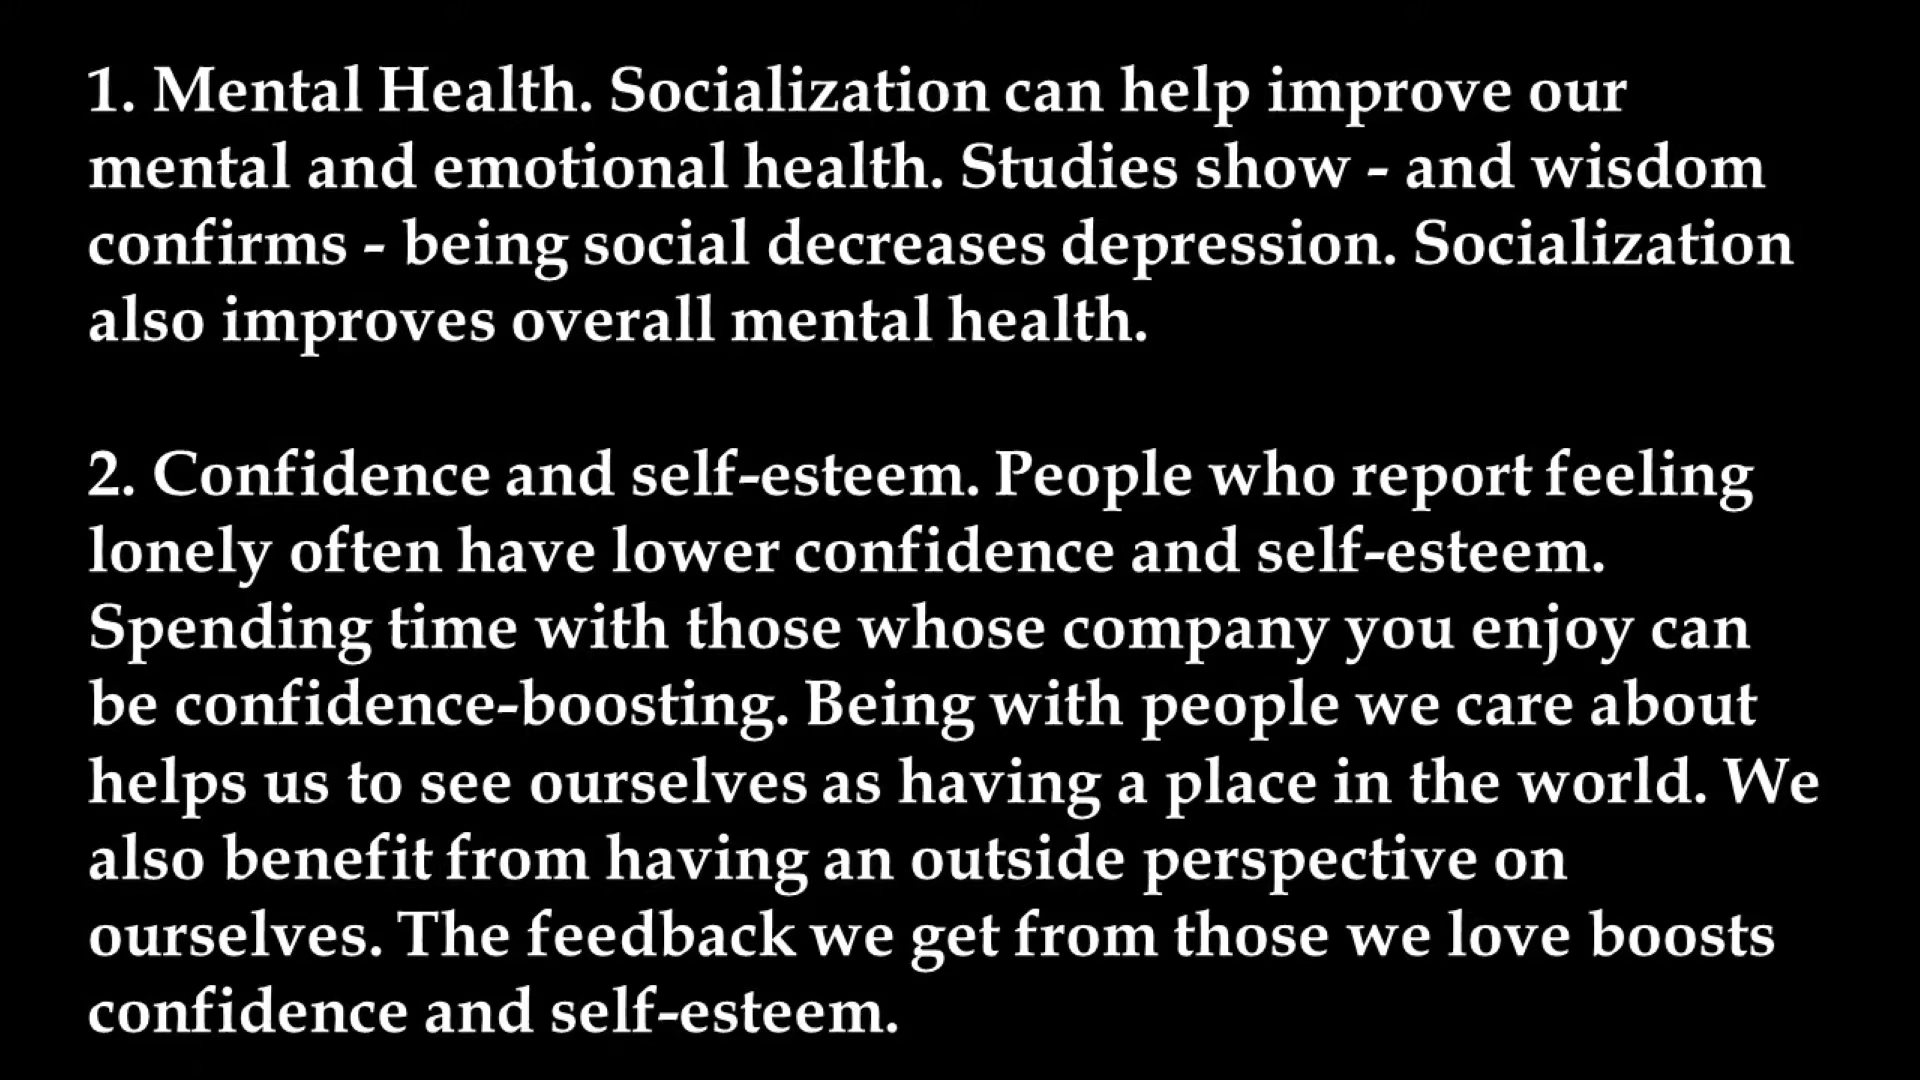 1. Mental Health. Socialization can help improve our
mental and emotional health. Studies show - and wisdom
confirms - being social decreases depression. Socialization
also improves overall mental health.
2. Confidence and self-esteem. People who report feeling
lonely often have lower confidence and self-esteem.
Spending time with those whose company you enjoy can
be confidence-boosting. Being with people we care about
helps us to see ourselves as having a place in the world. We
also benefit from having an outside perspective on
ourselves. The feedback we get from those we love boosts
confidence and self-esteem.